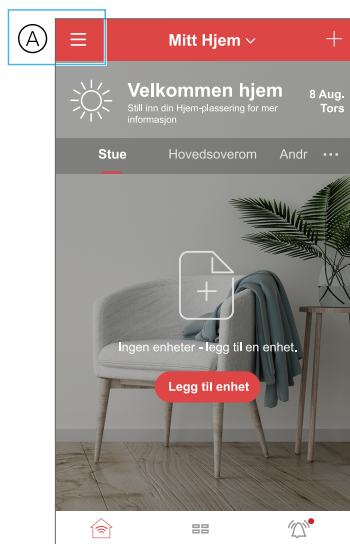 A
Mitt Hjem
Velkommen hjem
8 Aug.
Tors
Still inn din Hjem-plassering for mer
informasjon
Stue Hovedsoverom Andr ...
Ingen enheter - legg til en enhet.
Legg til enhet